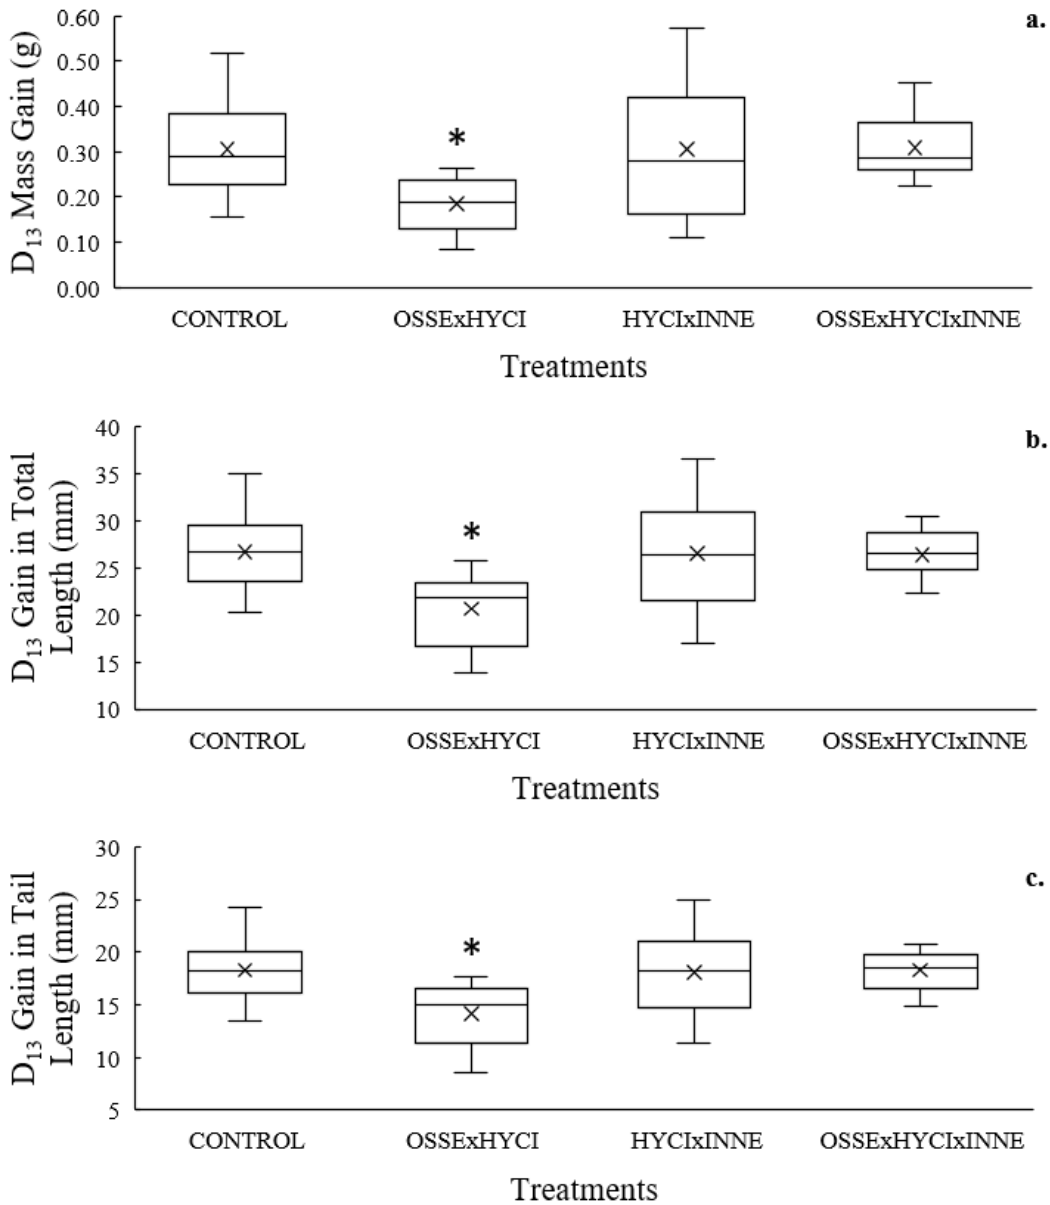 a.
D13 Mass Gain (g)
0.60
0.50
0.40
0.30
0.20
0.10
0.00
*
CONTROL OSSExHYCI HYCIxINNE OSSExHYCIxINNE
Treatments
b.
D13 Gain in Total
Length (mm)
40
35
30
25
20
15
10
*
CONTROL OSSExHYCI HYCIxINNE OSSExHYCIxINNE
Treatments
c.
D13 Gain in Tail
Length (mm)
30
25
20
15
10
5
*
CONTROL OSSExHYCI HYCIxINNE OSSExHYCIxINNE
Treatments